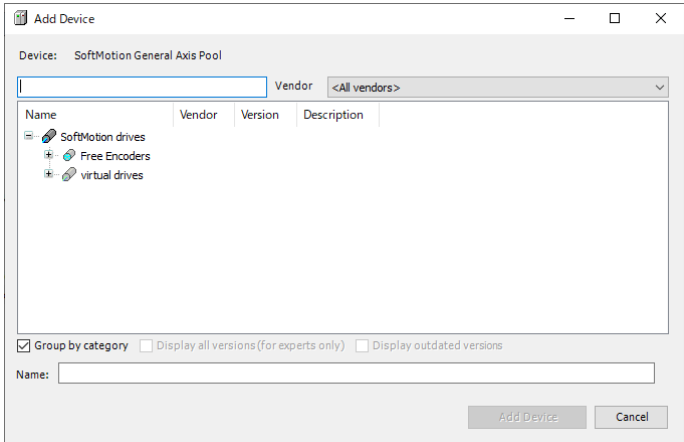 Add Device
Device: SoftMotion General Axis Pool
Vendor <All vendors>
Name Vendor Version Description
SoftMotion drives
Free Encoders
virtual drives
Group by category Display all versions (for experts only) Display outdated versions
Name:
Add Device Cancel